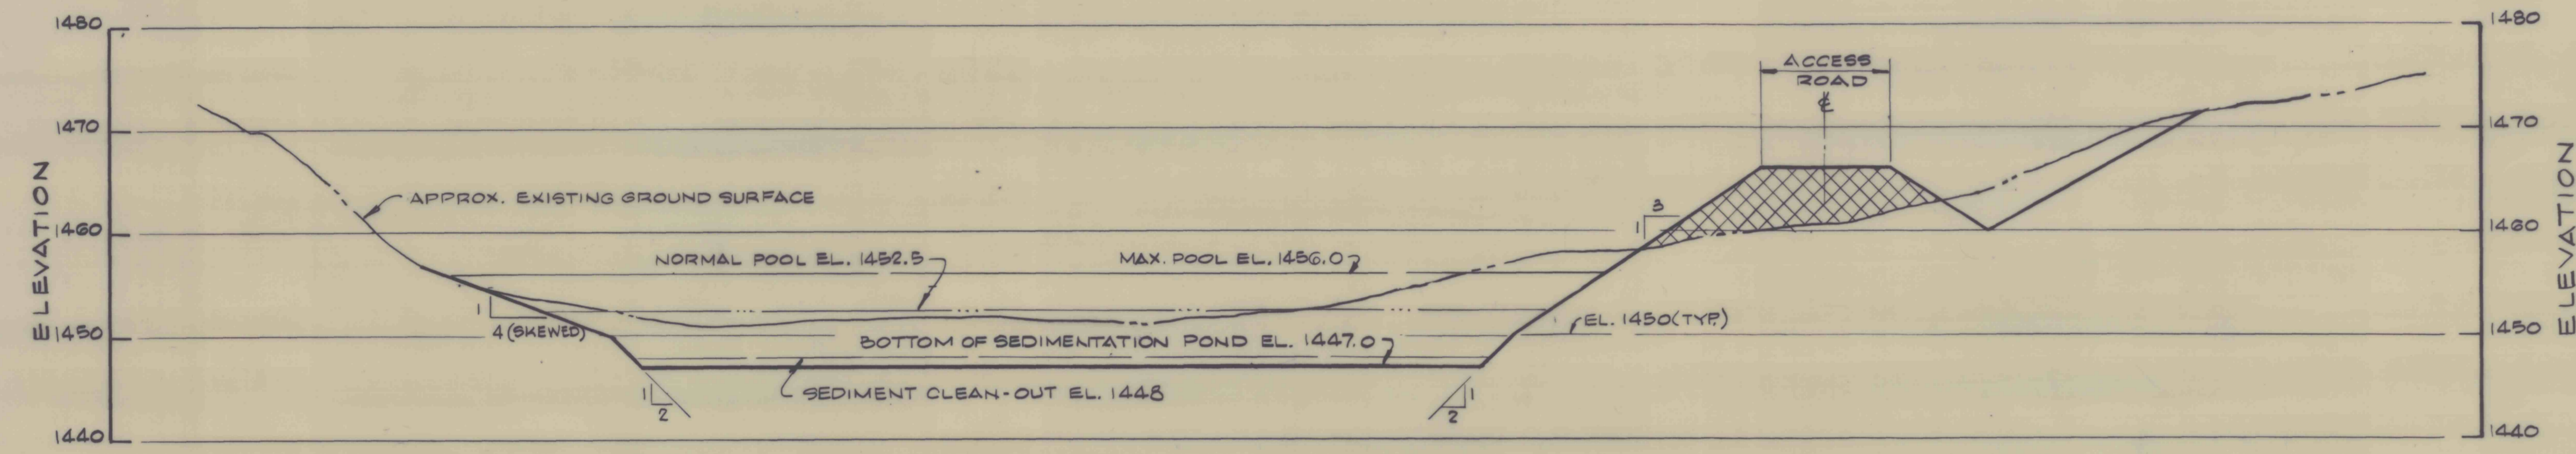 1480
1480
ACCESS
ROAD
℄
1470
1470
APPROX. EXISTING GROUND SURFACE
3
1
1460
1460
ELEVATION
ELEVATION
NORMAL POOL EL. 1452.5
MAX. POOL EL. 1456.0
1
4 (SKEWED)
EL. 1450 (TYP.)
1450
1450
BOTTOM OF SEDIMENTATION POND EL. 1447.0
SEDIMENT CLEAN-OUT EL. 1448
1
2
1
2
1440
1440